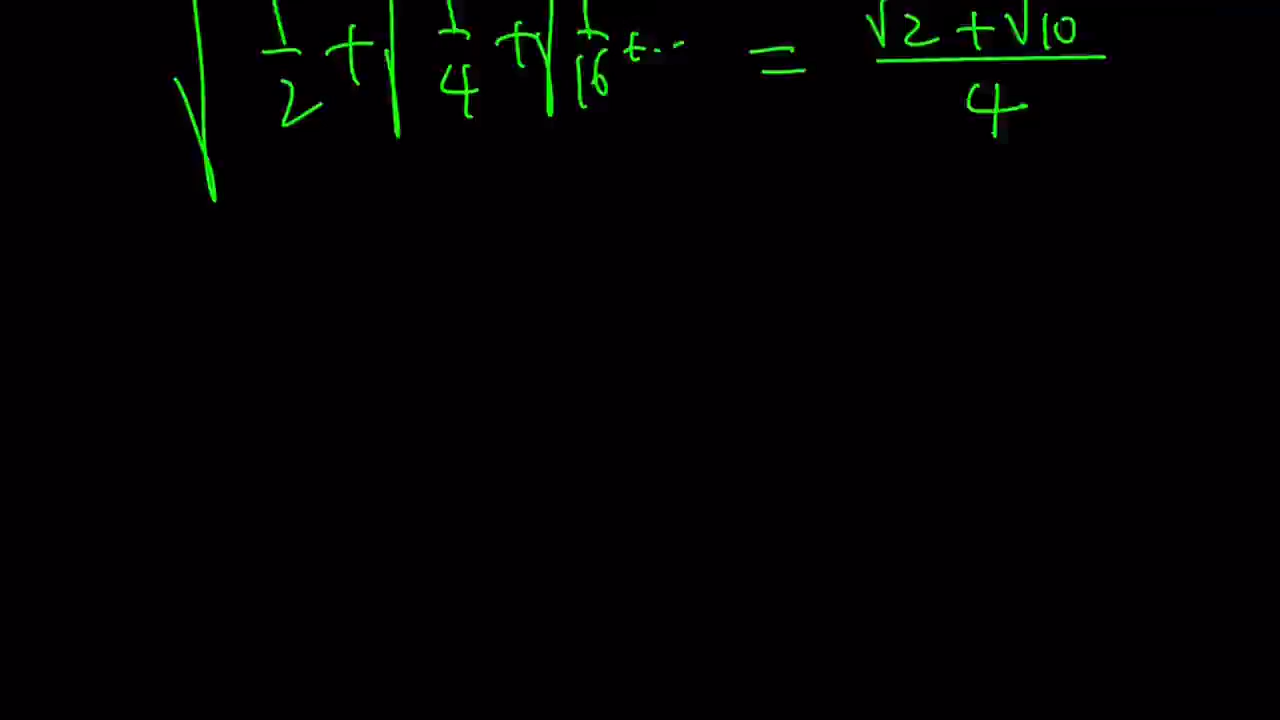 √(1/2 + √(1/4 + √(1/16 + ... = (√2 + √10)/4